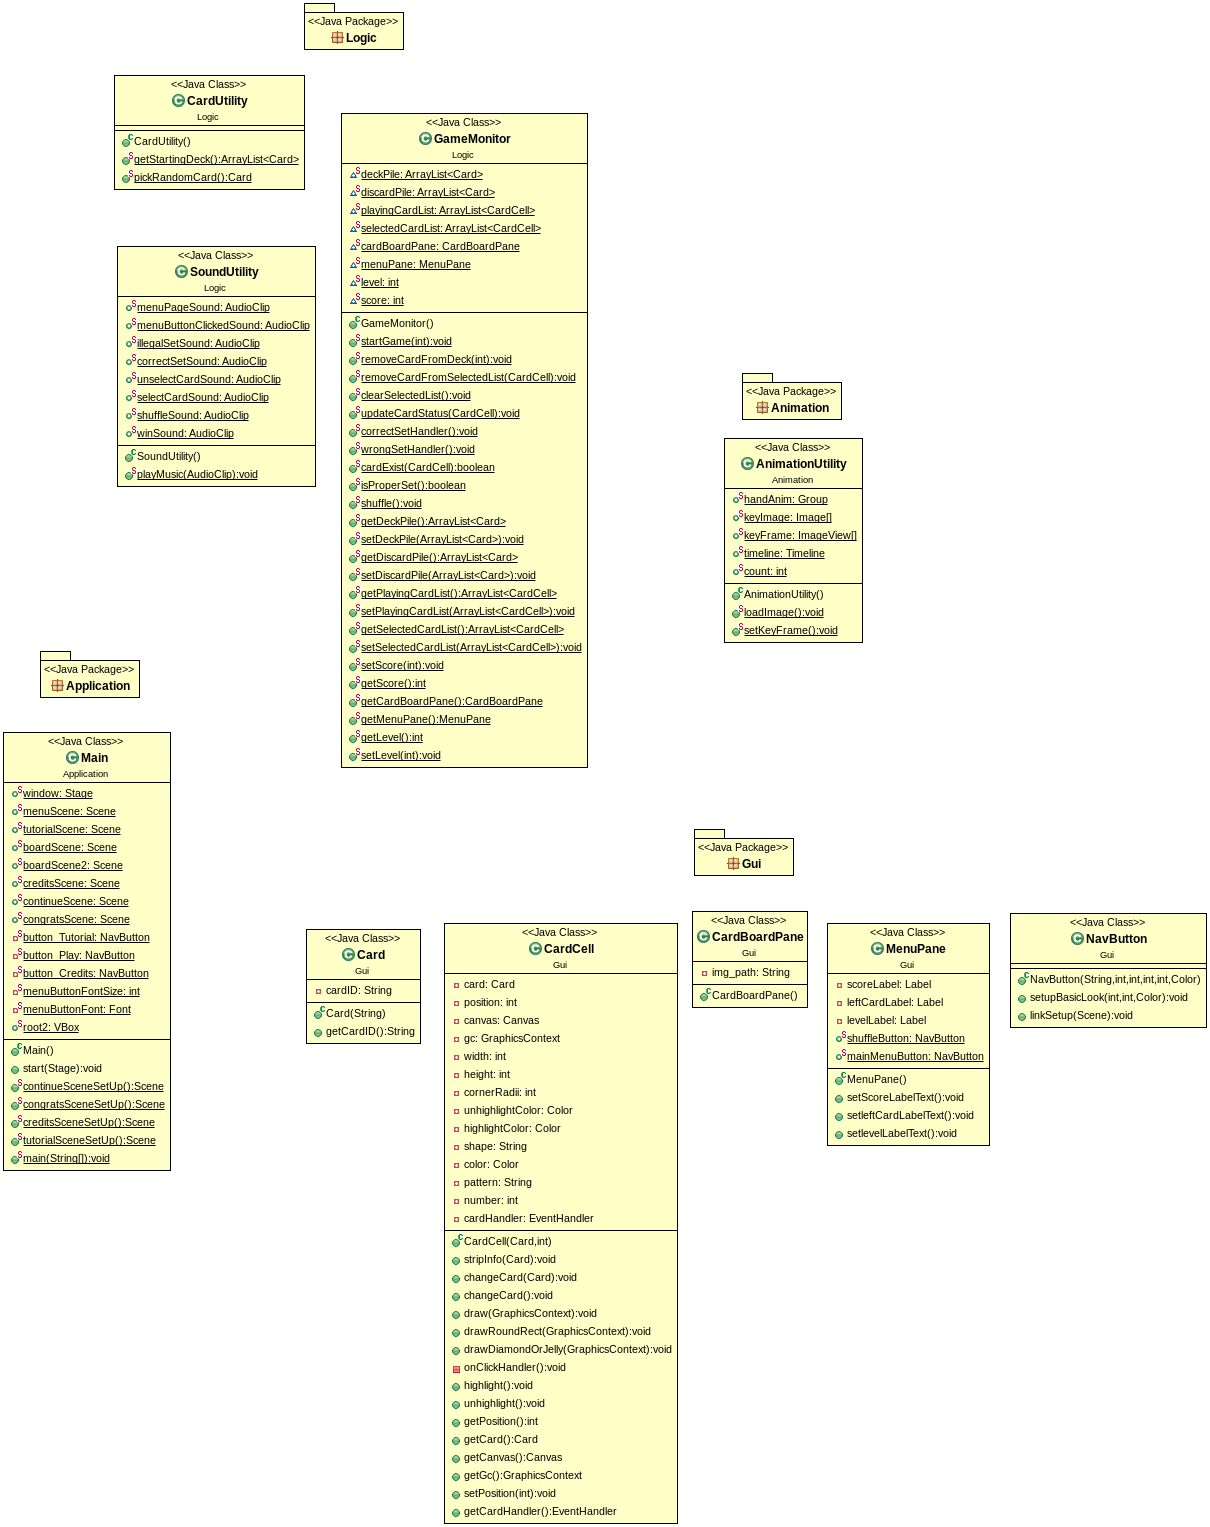 <<Java Package>>
Logic
<<Java Class>>
CardUtility
Logic
CardUtility()
getStartingDeck():ArrayList<Card>
pickRandomCard():Card
<<Java Class>>
GameMonitor
Logic
deckPile: ArrayList<Card>
discardPile: ArrayList<Card>
playingCardList: ArrayList<CardCell>
selectedCardList: ArrayList<CardCell>
cardBoardPane: CardBoardPane
menuPane: MenuPane
level: int
score: int
GameMonitor()
startGame(int):void
removeCardFromDeck(int):void
removeCardFromSelectedList(CardCell):void
clearSelectedList():void
updateCardStatus(CardCell):void
correctSetHandler():void
wrongSetHandler():void
cardExist(CardCell):boolean
isProperSet():boolean
shuffle():void
getDeckPile():ArrayList<Card>
setDeckPile(ArrayList<Card>):void
getDiscardPile():ArrayList<Card>
setDiscardPile(ArrayList<Card>):void
getPlayingCardList():ArrayList<CardCell>
setPlayingCardList(ArrayList<CardCell>):void
getSelectedCardList():ArrayList<CardCell>
setSelectedCardList(ArrayList<CardCell>):void
setScore(int):void
getScore():int
getCardBoardPane():CardBoardPane
getMenuPane():MenuPane
getLevel():int
setLevel(int):void
<<Java Class>>
SoundUtility
Logic
menuPageSound: AudioClip
menuButtonClickedSound: AudioClip
illegalSetSound: AudioClip
correctSetSound: AudioClip
unselectCardSound: AudioClip
selectCardSound: AudioClip
shuffleSound: AudioClip
winSound: AudioClip
SoundUtility()
playMusic(AudioClip):void
<<Java Package>>
Animation
<<Java Class>>
AnimationUtility
Animation
handAnim: Group
keyImage: Image[]
keyFrame: ImageView[]
timeline: Timeline
count: int
AnimationUtility()
loadImage():void
setKeyFrame():void
<<Java Package>>
Application
<<Java Class>>
Main
Application
window: Stage
menuScene: Scene
tutorialScene: Scene
boardScene: Scene
boardScene2: Scene
creditsScene: Scene
continueScene: Scene
congratsScene: Scene
button_Tutorial: NavButton
button_Play: NavButton
button_Credits: NavButton
menuButtonFontSize: int
menuButtonFont: Font
root2: VBox
Main()
start(Stage):void
continueSceneSetUp():Scene
congratsSceneSetUp():Scene
creditsSceneSetUp():Scene
tutorialSceneSetUp():Scene
main(String[]):void
<<Java Package>>
Gui
<<Java Class>>
Card
Gui
cardID: String
Card(String)
getCardID():String
<<Java Class>>
CardCell
Gui
card: Card
position: int
canvas: Canvas
gc: GraphicsContext
width: int
height: int
cornerRadii: int
unhighlightColor: Color
highlightColor: Color
shape: String
color: Color
pattern: String
number: int
cardHandler: EventHandler
CardCell(Card,int)
stripInfo(Card):void
changeCard(Card):void
changeCard():void
draw(GraphicsContext):void
drawRoundRect(GraphicsContext):void
drawDiamondOrJelly(GraphicsContext):void
onClickHandler():void
highlight():void
unhighlight():void
getPosition():int
getCard():Card
getCanvas():Canvas
getGc():GraphicsContext
setPosition(int):void
getCardHandler():EventHandler
<<Java Class>>
CardBoardPane
Gui
img_path: String
CardBoardPane()
<<Java Class>>
MenuPane
Gui
scoreLabel: Label
leftCardLabel: Label
levelLabel: Label
shuffleButton: NavButton
mainMenuButton: NavButton
MenuPane()
setScoreLabelText():void
setleftCardLabelText():void
setlevelLabelText():void
<<Java Class>>
NavButton
Gui
NavButton(String,int,int,int,int,Color)
setupBasicLook(int,int,Color):void
linkSetup(Scene):void